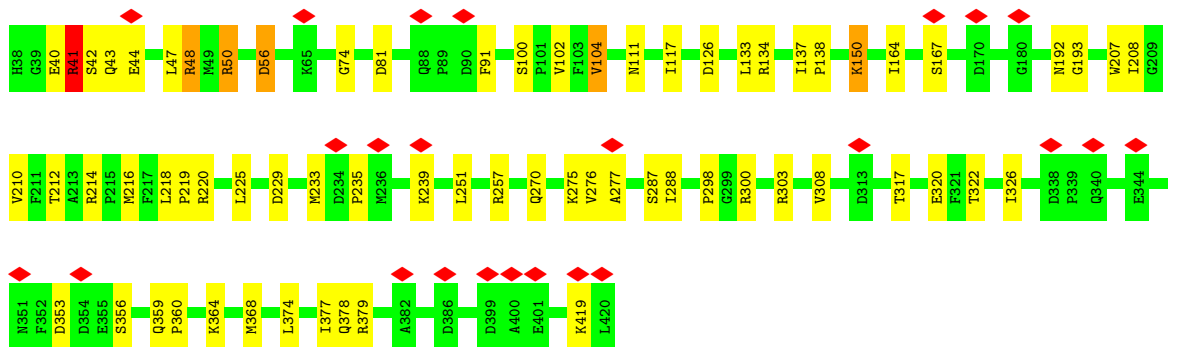 H38 G39 E40 R41 S42 Q43 E44 L47 R48 M49 R50 D56 K65 G74 D81 Q88 P89 D90 F91 S100 P101 V102 F103 V104 N111 I117 D126 L133 R134 I137 P138 K150 I164 S167 D170 G180 N192 G193 W207 I208 G209
V210 F211 T212 A213 R214 P215 M216 F217 L218 P219 R220 L225 D229 M233 D234 P235 M236 K239 L251 R257 Q270 K275 V276 A277 S287 I288 P298 G299 R300 R303 V308 D313 T317 E320 F321 T322 I326 D338 P339 Q340 E344
N351 F352 D353 D354 E355 S356 Q359 P360 K364 M368 L374 I377 Q378 R379 A382 D386 D399 A400 E401 K419 L420